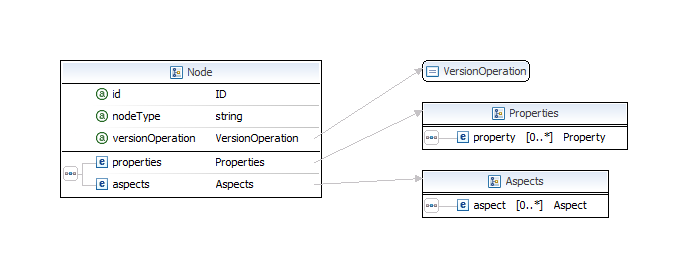 Node
id ID
nodeType string
versionOperation VersionOperation
properties Properties
aspects Aspects
VersionOperation
Properties
property [0..*] Property
Aspects
aspect [0..*] Aspect